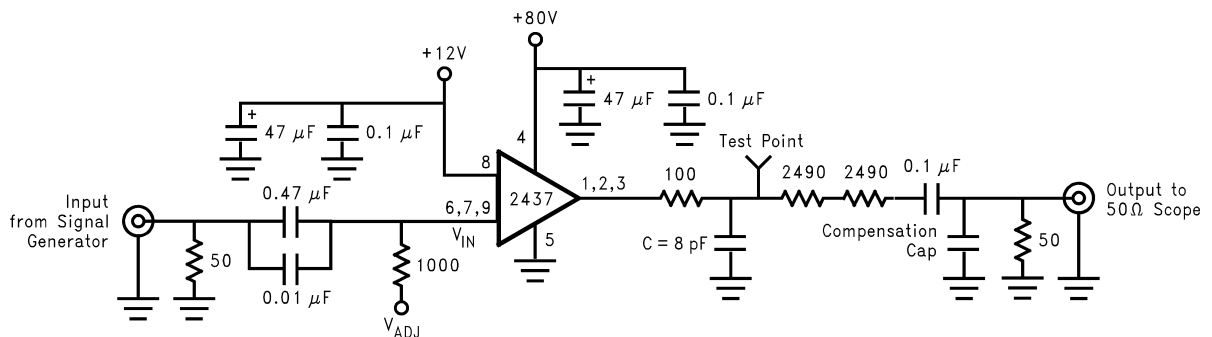 +80V
+12V
+
47 μF
0.1 μF
+
47 μF
0.1 μF
4
8
2437
1,2,3
6,7,9
V_IN
5
Test Point
100
2490
2490
0.1 μF
C = 8 pF
Compensation
Cap
50
Output to
50Ω Scope
Input
from Signal
Generator
0.47 μF
50
0.01 μF
1000
V_ADJ